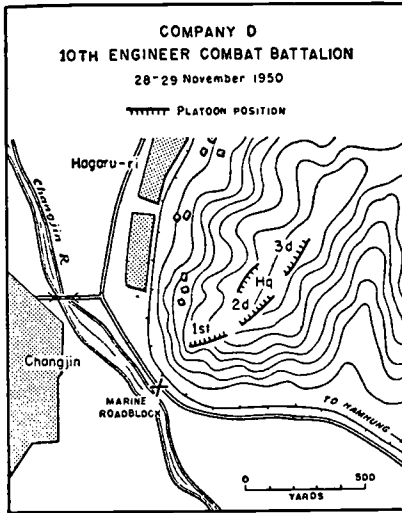 COMPANY D
10TH ENGINEER COMBAT BATTALION
28-29 November 1950
PLATOON POSITION
Hagaru-ri
Changjin R.
3d
Hq
2d
1st
Changjin
MARINE
ROADBLOCK
TO HAMHUNG
0 500
YARDS